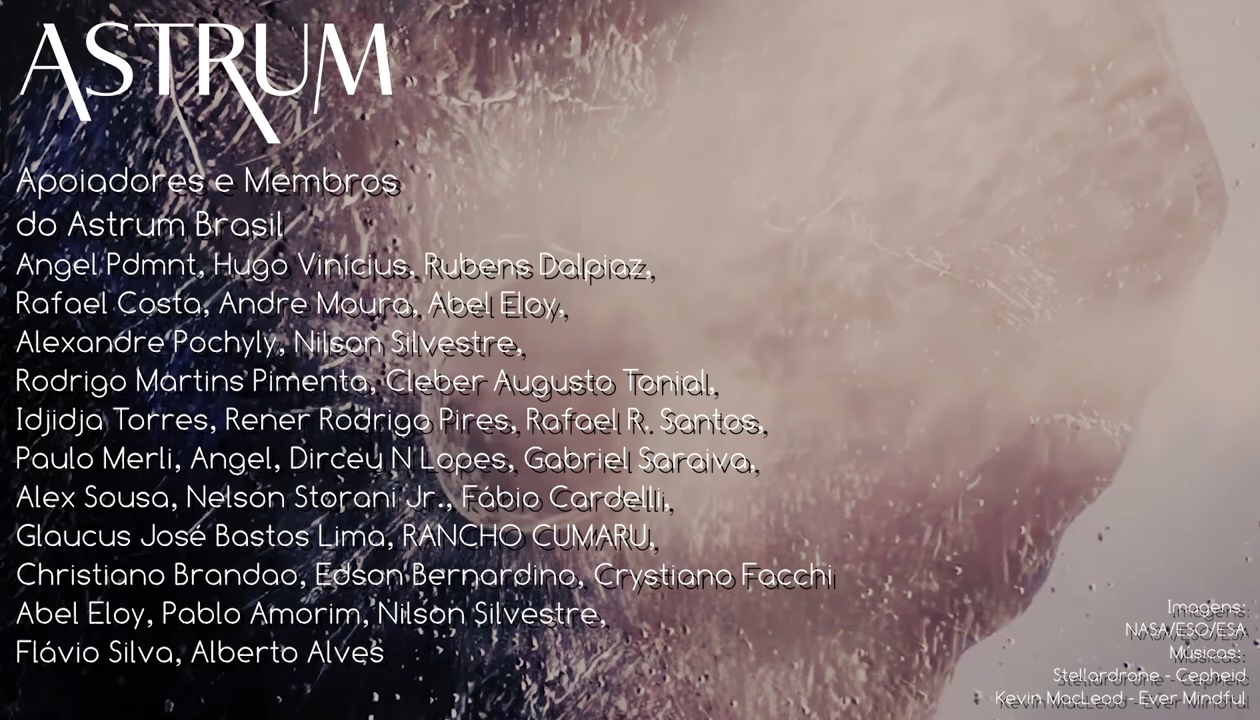 ASTRUM
Apoiadores e Membros
do Astrum Brasil
Angel Pdmnt, Hugo Vinícius, Rubens Dalpiaz,
Rafael Costa, Andre Moura, Abel Eloy,
Alexandre Pochyly, Nilson Silvestre,
Rodrigo Martins Pimenta, Cleber Augusto Tonial,
Idjidja Torres, Rener Rodrigo Pires, Rafael R. Santos,
Paulo Merli, Angel, Dirceu N Lopes, Gabriel Saraiva,
Alex Sousa, Nelson Storani Jr., Fábio Cardelli,
Glaucus José Bastos Lima, RANCHO CUMARU,
Christiano Brandao, Edson Bernardino, Crystiano Facchi
Abel Eloy, Pablo Amorim, Nilson Silvestre,
Flávio Silva, Alberto Alves
Imagens:
NASA/ESO/ESA
Músicas:
Stellardrone - Cepheid
Kevin MacLeod - Ever Mindful